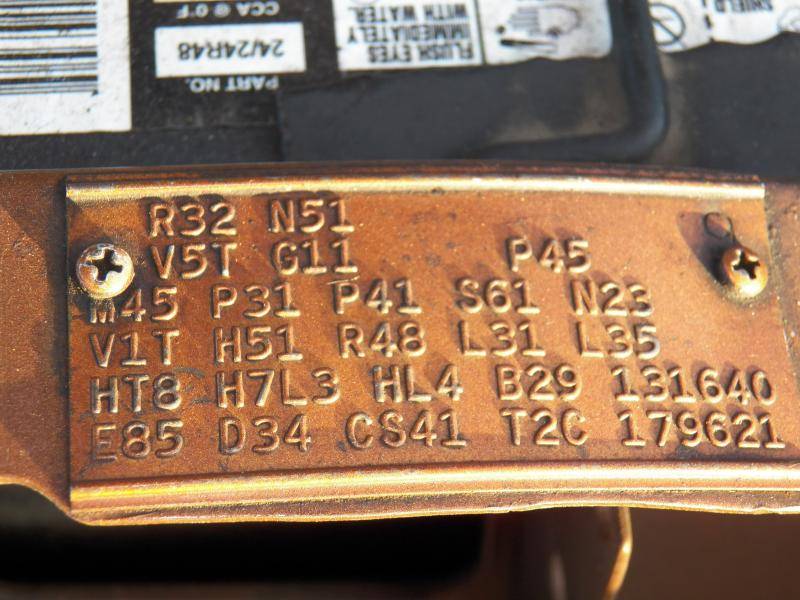 CCA @ 0°F
24/24R48
PART NO.
FLUSH EYES
IMMEDIATELY
WITH WATER
SHIELD
R32 N51
V5T G11 P45
M45 P31 P41 S61 N23
V1T H51 R48 L31 L35
HT8 H7L3 HL4 B29 131640
E85 D34 CS41 T2C 179621